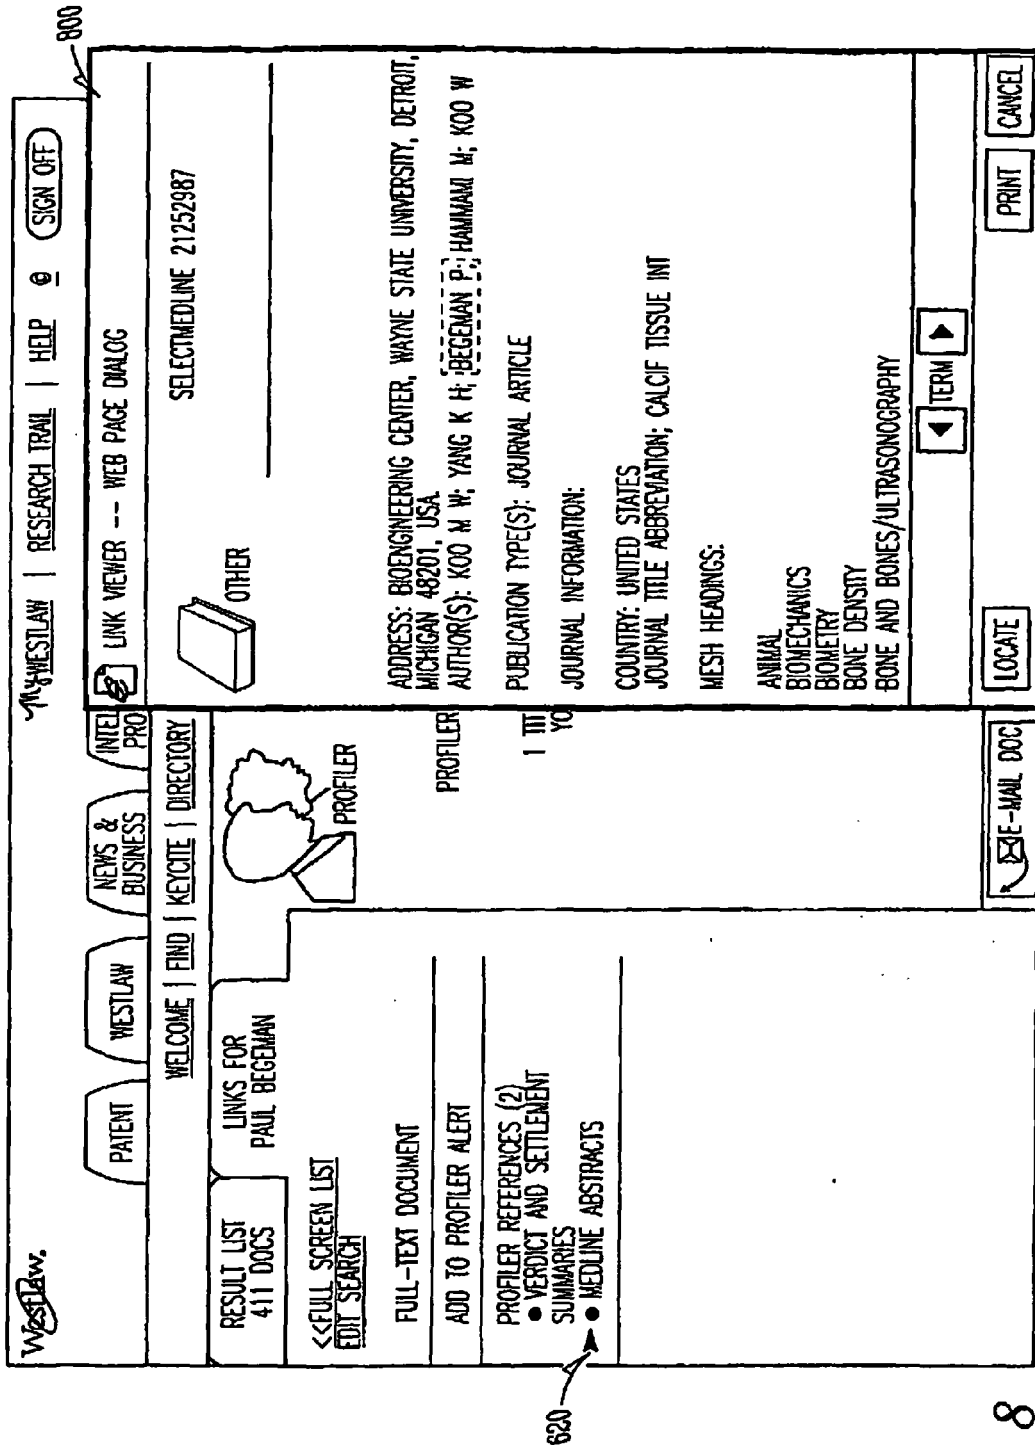 Westlaw.
My WESTLAW | RESEARCH TRAIL | HELP SIGN OFF
PATENT
WESTLAW
NEWS &
BUSINESS
INTEL
PRO
WELCOME | FIND | KEYCITE | DIRECTORY
RESULT LIST
411 DOCS
LINKS FOR
PAUL BEGEMAN
<<FULL SCREEN LIST
EDIT SEARCH
FULL-TEXT DOCUMENT
ADD TO PROFILER ALERT
PROFILER REFERENCES (2)
● VERDICT AND SETTLEMENT
SUMMARIES
● MEDLINE ABSTRACTS
620
PROFILER
PROFILER
1 TIT
YO
E-MAIL DOC
800
LINK VIEWER -- WEB PAGE DIALOG
OTHER
SELECTMEDLINE 21252987
ADDRESS: BIOENGINEERING CENTER, WAYNE STATE UNIVERSITY, DETROIT,
MICHIGAN 48201, USA.
AUTHOR(S): KOO M W; YANG K H; BEGEMAN P; HAMMAMI M; KOO W
PUBLICATION TYPE(S): JOURNAL ARTICLE
JOURNAL INFORMATION:
COUNTRY: UNITED STATES
JOURNAL TITLE ABBREVIATION; CALCIF TISSUE INT
MESH HEADINGS:
ANIMAL
BIOMECHANICS
BIOMETRY
BONE DENSITY
BONE AND BONES/ULTRASONOGRAPHY
TERM
LOCATE
PRINT
CANCEL
8